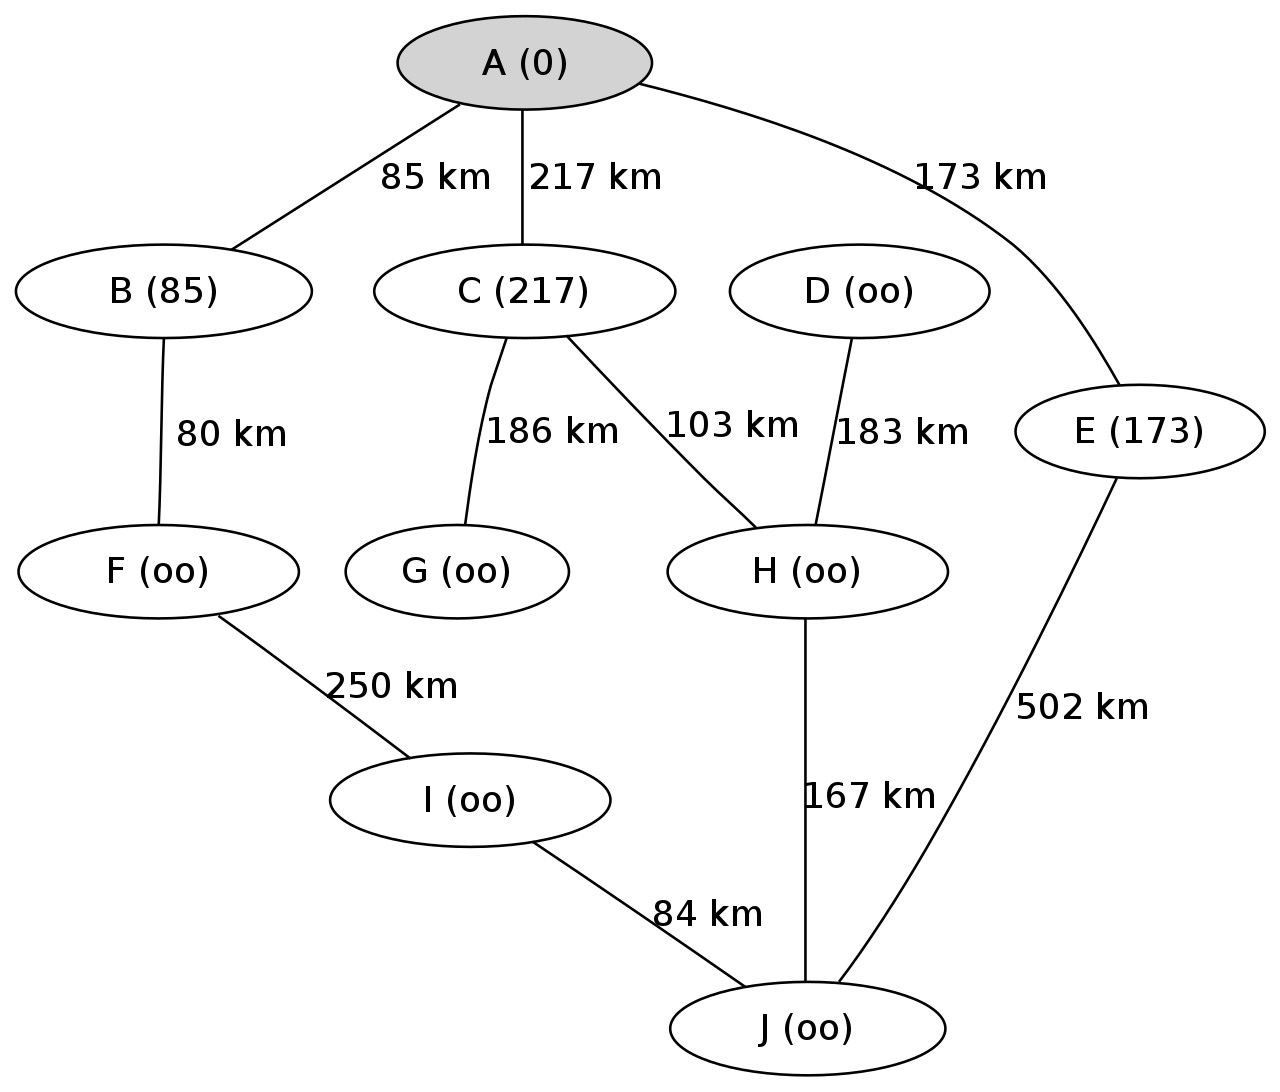 A (0)
85 km
217 km
173 km
B (85)
C (217)
D (oo)
80 km
186 km
103 km
183 km
E (173)
F (oo)
G (oo)
H (oo)
250 km
502 km
I (oo)
167 km
84 km
J (oo)